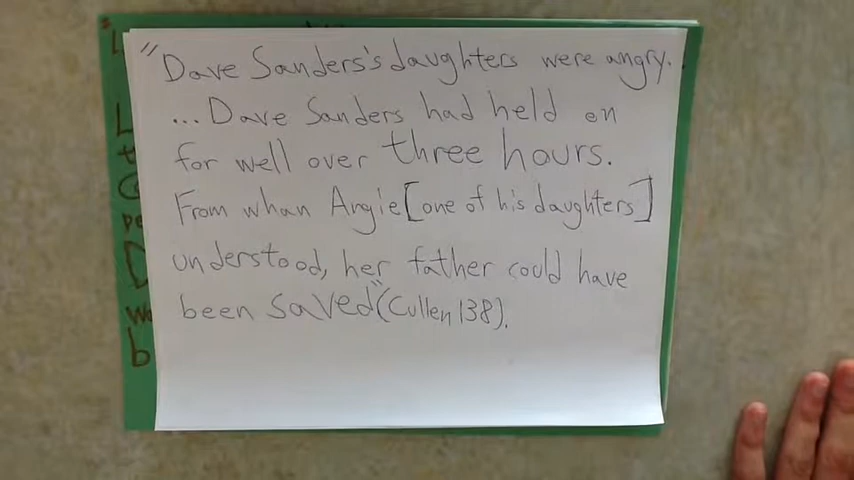 "Dave Sanders's daughters were angry.
...Dave Sanders had held on
for well over three hours.
From whan Angie [one of his daughters]
understood, her father could have
been saved" (Cullen 138).